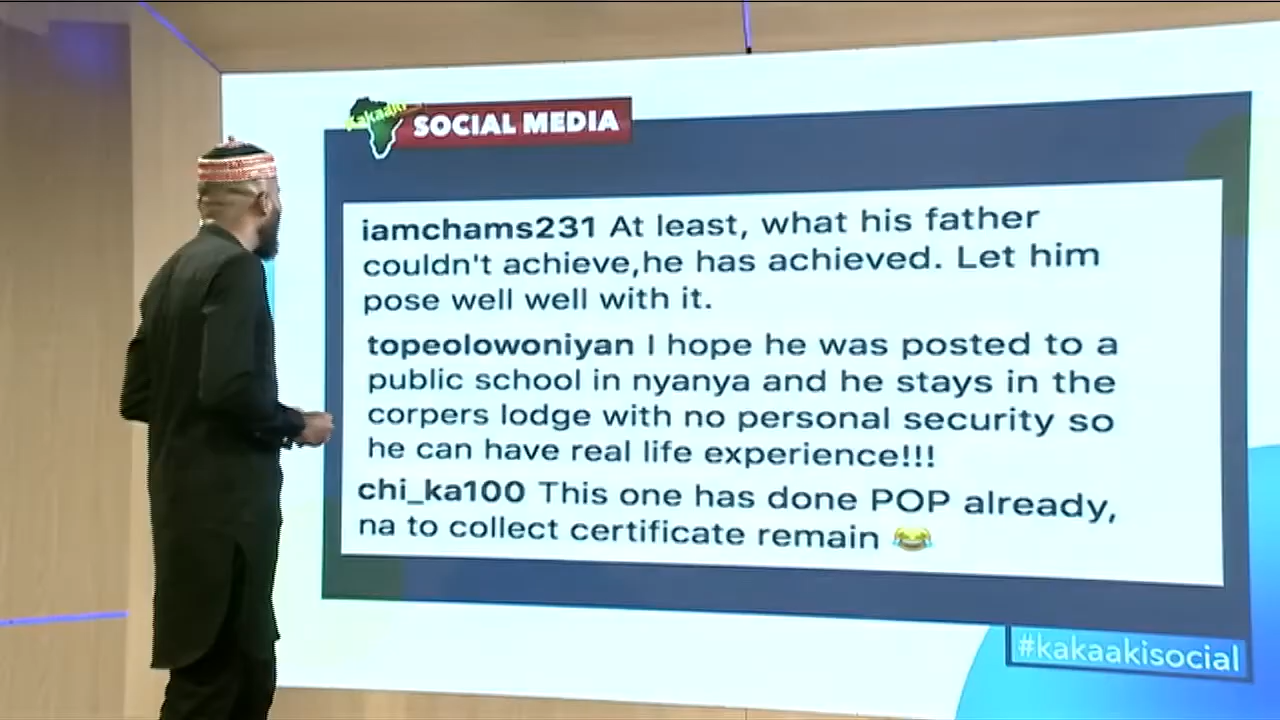 kakaaki
SOCIAL MEDIA
iamchams231 At least, what his father
couldn't achieve,he has achieved. Let him
pose well well with it.
topeolowoniyan I hope he was posted to a
public school in nyanya and he stays in the
corpers lodge with no personal security so
he can have real life experience!!!
chi_ka100 This one has done POP already,
na to collect certificate remain 😂
#kakaakisocial